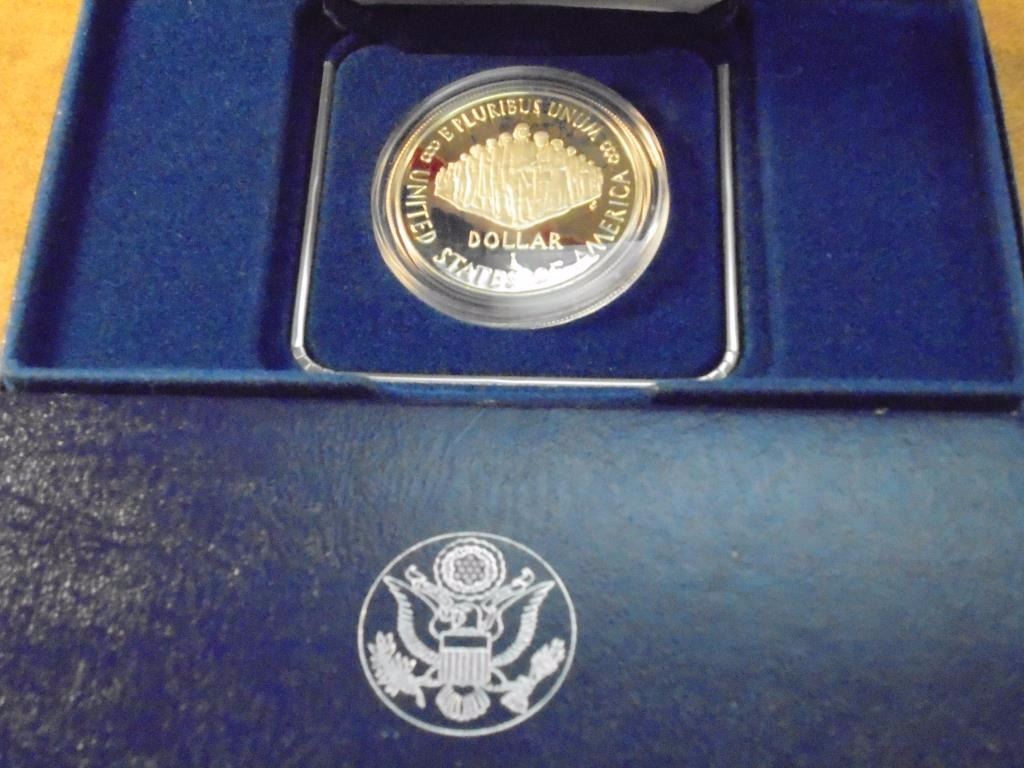 E PLURIBUS UNUM
DOLLAR
UNITED STATES OF AMERICA